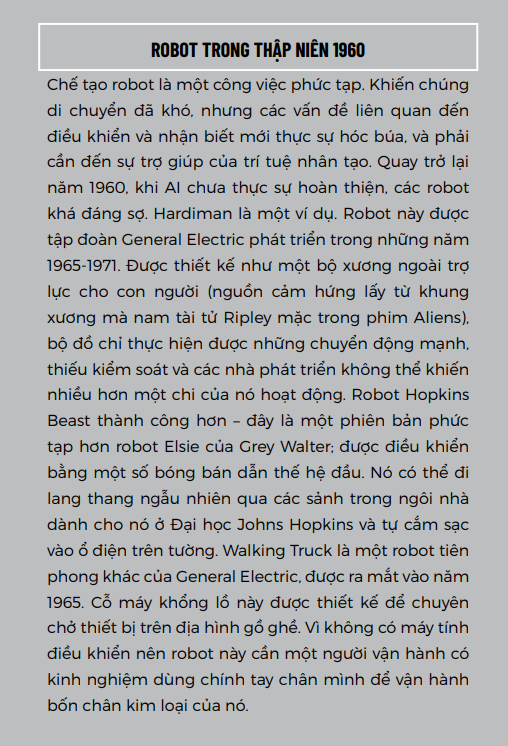 ROBOT TRONG THẬP NIÊN 1960
Chế tạo robot là một công việc phức tạp. Khiến chúng
di chuyển đã khó, nhưng các vấn đề liên quan đến
điều khiển và nhận biết mới thực sự hóc búa, và phải
cần đến sự trợ giúp của trí tuệ nhân tạo. Quay trở lại
năm 1960, khi AI chưa thực sự hoàn thiện, các robot
khá đáng sợ. Hardiman là một ví dụ. Robot này được
tập đoàn General Electric phát triển trong những năm
1965-1971. Được thiết kế như một bộ xương ngoài trợ
lực cho con người (nguồn cảm hứng lấy từ khung
xương mà nam tài tử Ripley mặc trong phim Aliens),
bộ đồ chỉ thực hiện được những chuyển động mạnh,
thiếu kiểm soát và các nhà phát triển không thể khiến
nhiều hơn một chi của nó hoạt động. Robot Hopkins
Beast thành công hơn – đây là một phiên bản phức
tạp hơn robot Elsie của Grey Walter; được điều khiển
bằng một số bóng bán dẫn thế hệ đầu. Nó có thể đi
lang thang ngẫu nhiên qua các sảnh trong ngôi nhà
dành cho nó ở Đại học Johns Hopkins và tự cắm sạc
vào ổ điện trên tường. Walking Truck là một robot tiên
phong khác của General Electric, được ra mắt vào năm
1965. Cỗ máy khổng lồ này được thiết kế để chuyên
chở thiết bị trên địa hình gồ ghề. Vì không có máy tính
điều khiển nên robot này cần một người vận hành có
kinh nghiệm dùng chính tay chân mình để vận hành
bốn chân kim loại của nó.